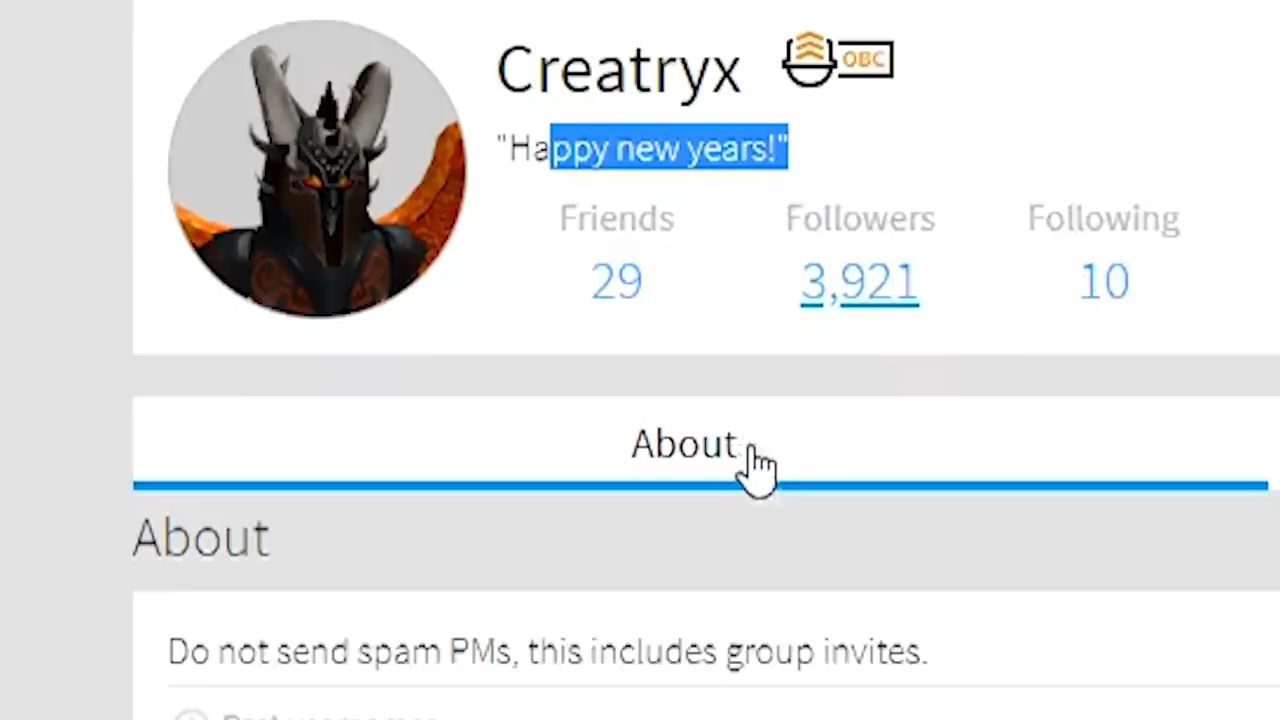 Creatryx OBC
"Happy new years!"
Friends Followers Following
29 3,921 10
About
About
Do not send spam PMs, this includes group invites.